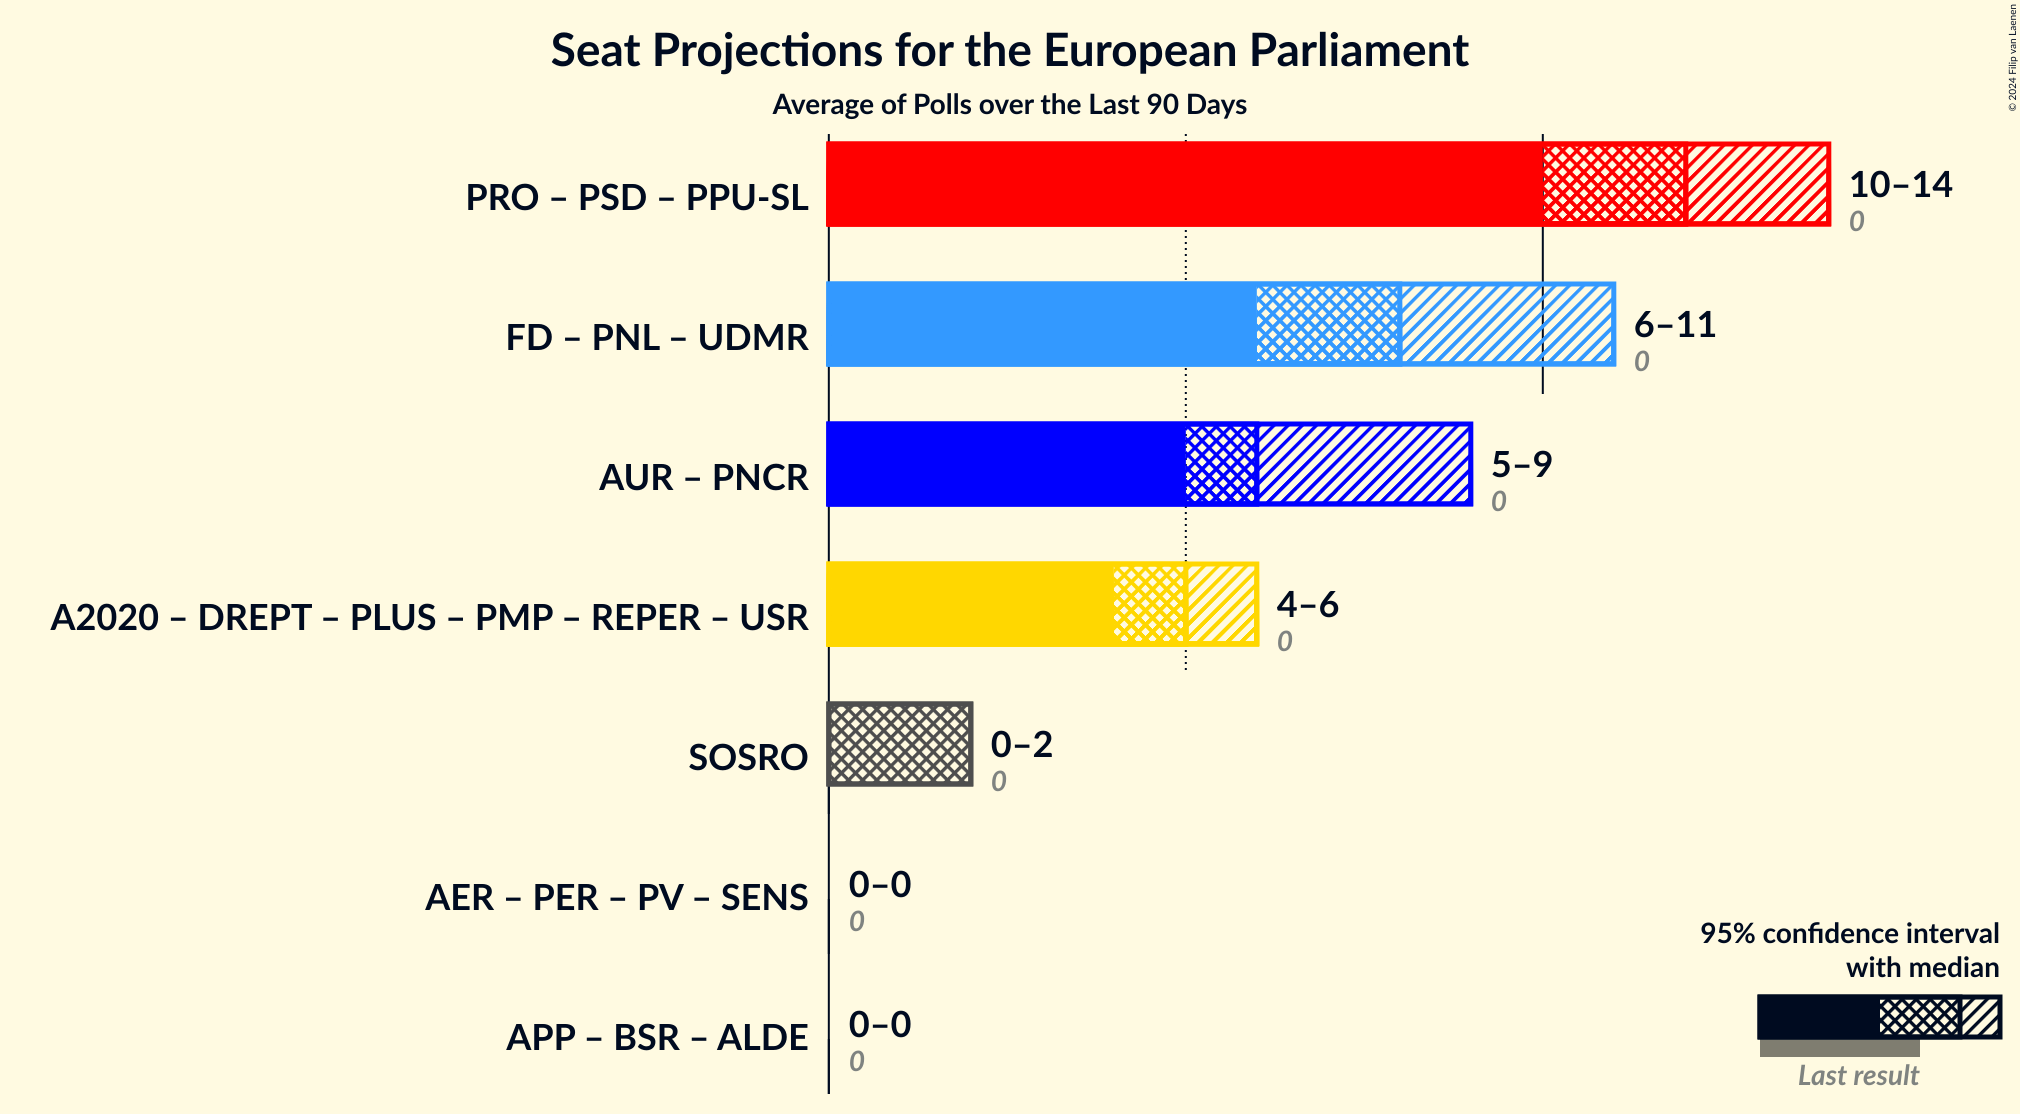 Seat Projections for the European Parliament
Average of Polls over the Last 90 Days
© 2024 Filip van Laenen
PRO – PSD – PPU-SL
10–14
0
FD – PNL – UDMR
6–11
0
AUR – PNCR
5–9
0
A2020 – DREPT – PLUS – PMP – REPER – USR
4–6
0
SOSRO
0–2
0
AER – PER – PV – SENS
0–0
0
APP – BSR – ALDE
0–0
0
95% confidence interval
with median
Last result